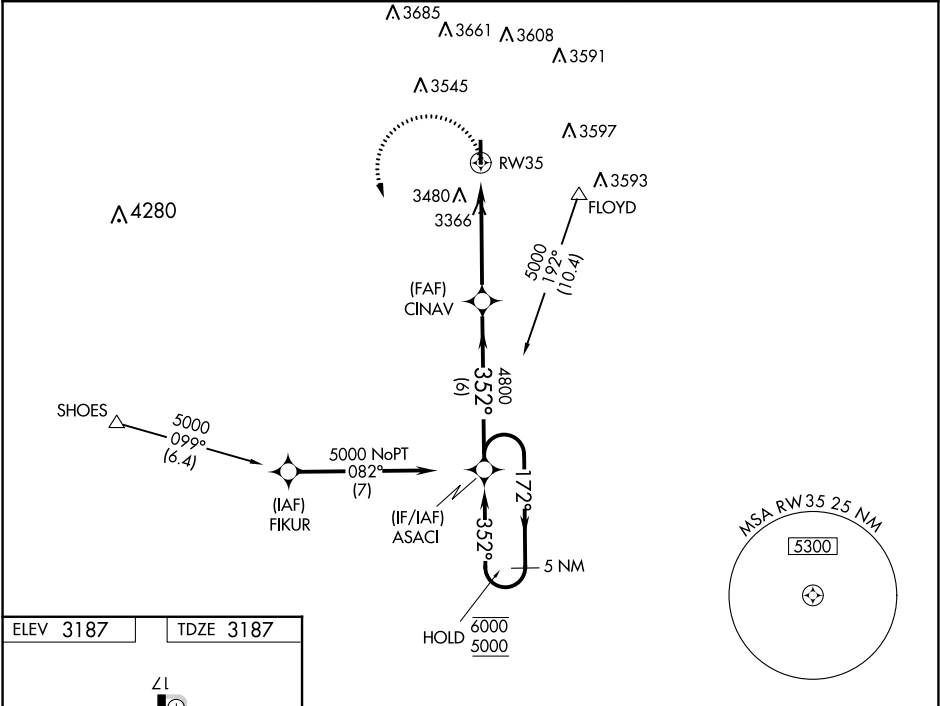 3685
3661
3608
3591
3545
3597
RW35
3593
3480
FLOYD
3366
4280
5000
192°
(10.4)
(FAF)
CINAV
4800
352°
(6)
SHOES
5000
099°
(6.4)
5000 NoPT
082°
(7)
(IAF)
FIKUR
(IF/IAF)
ASACI
172°
352°
5 NM
HOLD 6000
5000
MSA RW35 25 NM
5300
ELEV 3187
TDZE 3187
17